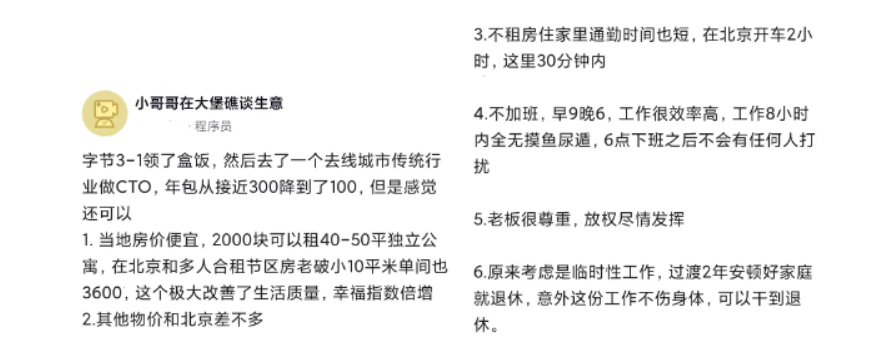 小哥哥在大堡礁谈生意
·程序员
字节3-1领了盒饭，然后去了一个去线城市传统行
业做CTO，年包从接近300降到了100，但是感觉
还可以
1. 当地房价便宜，2000块可以租40-50平独立公
寓，在北京和多人合租节区房老破小10平米单间也
3600，这个极大改善了生活质量，幸福指数倍增
2.其他物价和北京差不多
3.不租房住家里通勤时间也短，在北京开车2小
时，这里30分钟内
4.不加班，早9晚6，工作很效率高，工作8小时
内全无摸鱼尿遁，6点下班之后不会有任何人打
扰
5.老板很尊重，放权尽情发挥
6.原来考虑是临时性工作，过渡2年安顿好家庭
就退休，意外这份工作不伤身体，可以干到退
休。